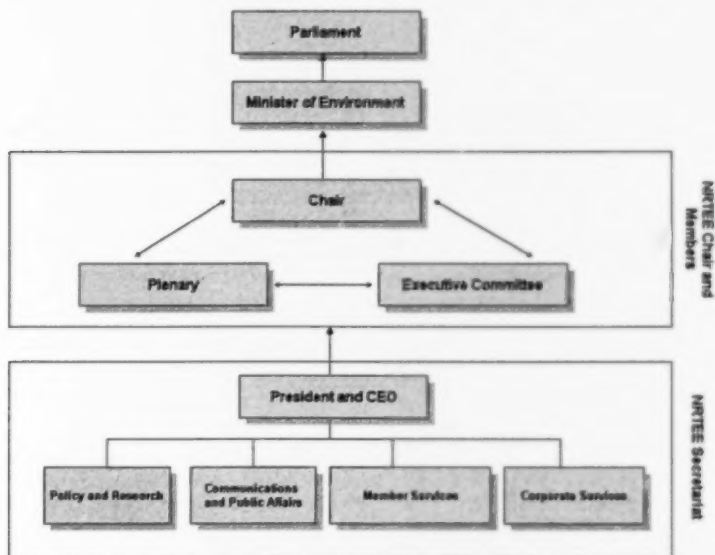 Parliament
Minister of Environment
Chair
Plenary
Executive Committee
NRTEE Chair and
Members
President and CEO
Policy and Research
Communications
and Public Affairs
Member Services
Corporate Services
NRTEE Secretariat